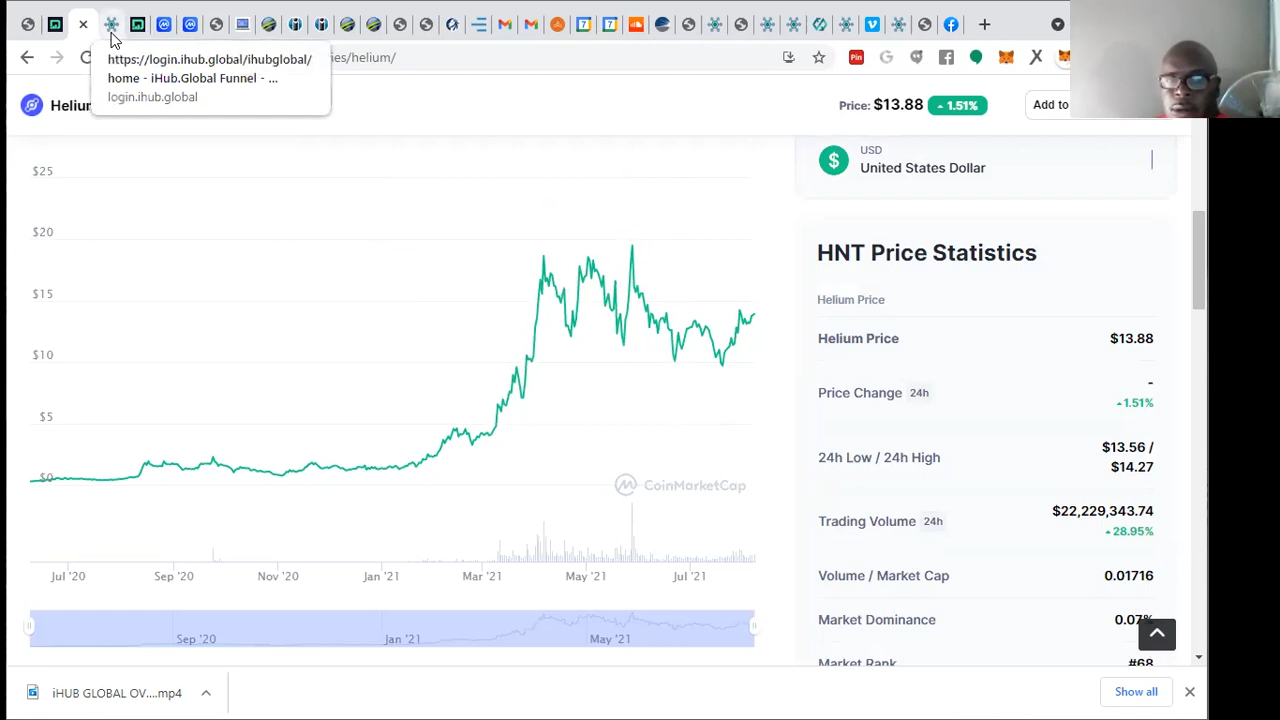 https://login.ihub.global/ihubglobal/
home - iHub.Global Funnel - ...
login.ihub.global
ies/helium/
Pin
Helium
Price: $13.88 1.51%
Add to
USD
United States Dollar
$25
$20
$15
$10
$5
$0
CoinMarketCap
Jul '20
Sep '20
Nov '20
Jan '21
Mar '21
May '21
Jul '21
Sep '20
Jan '21
May '21
HNT Price Statistics
Helium Price
Helium Price
$13.88
Price Change 24h
-
1.51%
24h Low / 24h High
$13.56 /
$14.27
Trading Volume 24h
$22,229,343.74
28.95%
Volume / Market Cap
0.01716
Market Dominance
0.07%
Market Rank
#68
iHUB GLOBAL OV....mp4
Show all